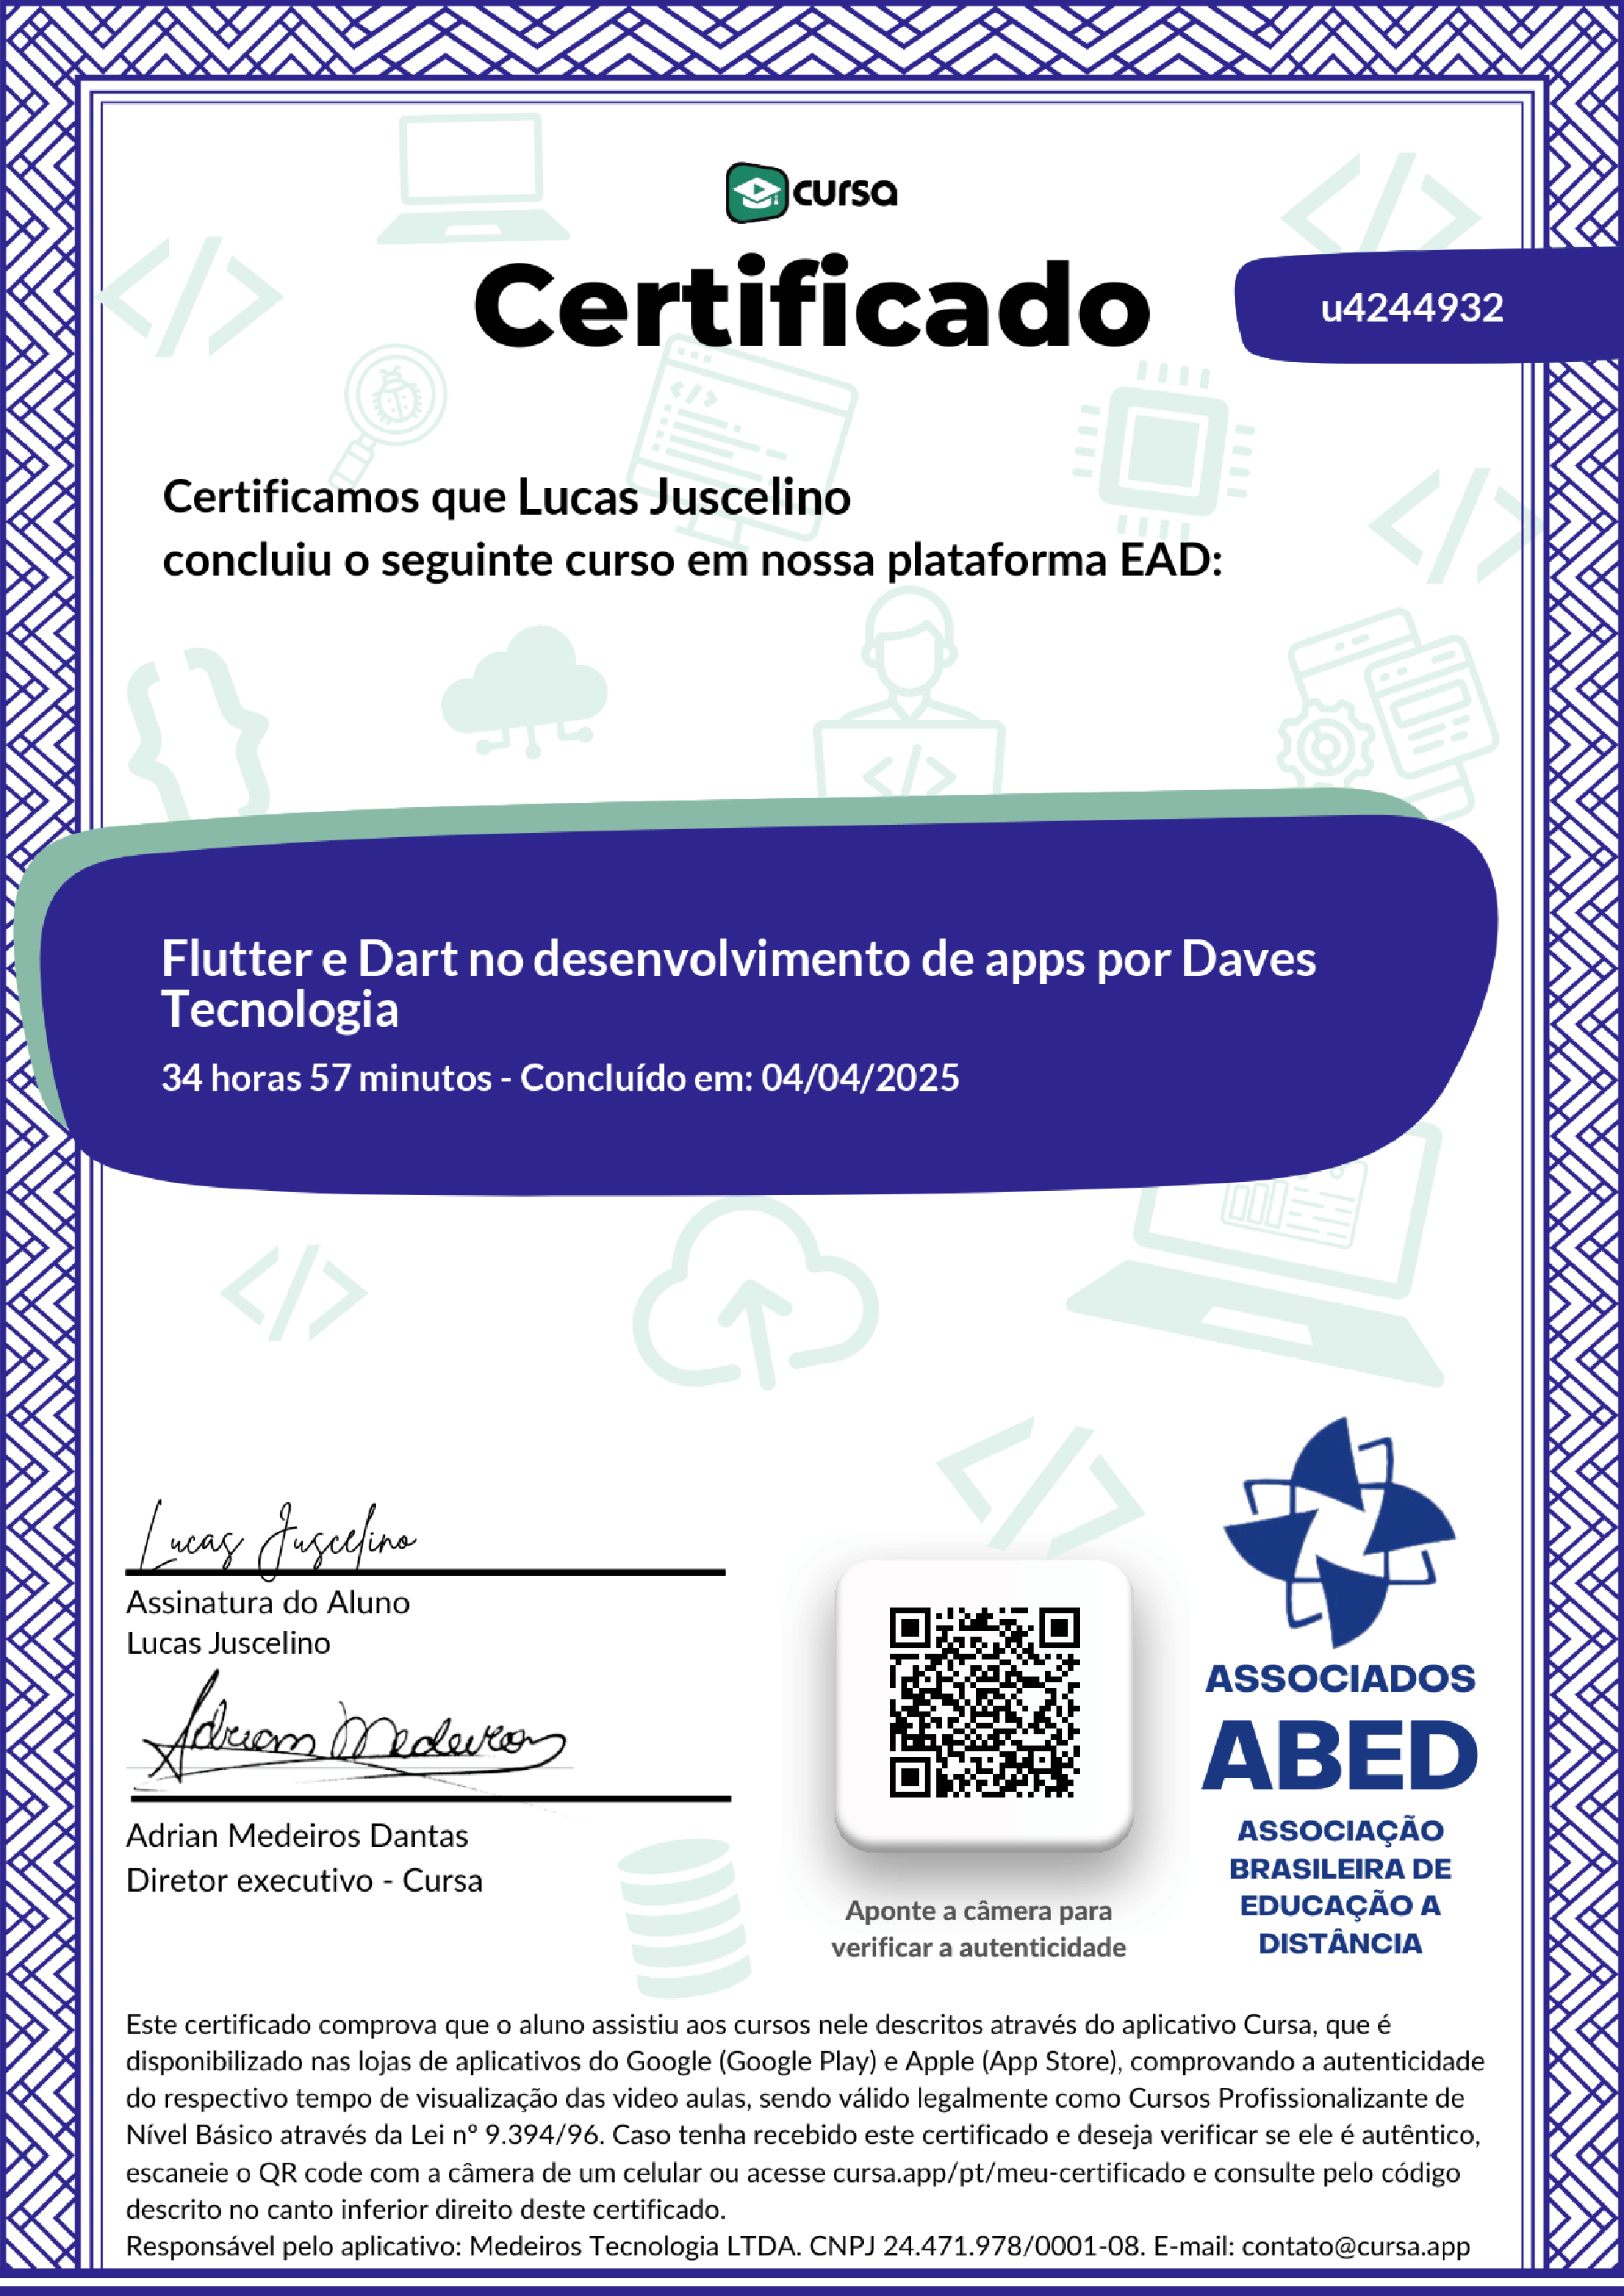 cursa
Certificado
u4244932
Certificamos que Lucas Juscelino
concluiu o seguinte curso em nossa plataforma EAD:
Flutter e Dart no desenvolvimento de apps por Daves
Tecnologia
34 horas 57 minutos - Concluído em: 04/04/2025
Lucas Juscelino
Assinatura do Aluno
Lucas Juscelino
Adrian Medeiros
Adrian Medeiros Dantas
Diretor executivo - Cursa
Aponte a câmera para
verificar a autenticidade
ASSOCIADOS
ABED
ASSOCIAÇÃO
BRASILEIRA DE
EDUCAÇÃO A
DISTÂNCIA
Este certificado comprova que o aluno assistiu aos cursos nele descritos através do aplicativo Cursa, que é
disponibilizado nas lojas de aplicativos do Google (Google Play) e Apple (App Store), comprovando a autenticidade
do respectivo tempo de visualização das video aulas, sendo válido legalmente como Cursos Profissionalizante de
Nível Básico através da Lei nº 9.394/96. Caso tenha recebido este certificado e deseja verificar se ele é autêntico,
escaneie o QR code com a câmera de um celular ou acesse cursa.app/pt/meu-certificado e consulte pelo código
descrito no canto inferior direito deste certificado.
Responsável pelo aplicativo: Medeiros Tecnologia LTDA. CNPJ 24.471.978/0001-08. E-mail: contato@cursa.app